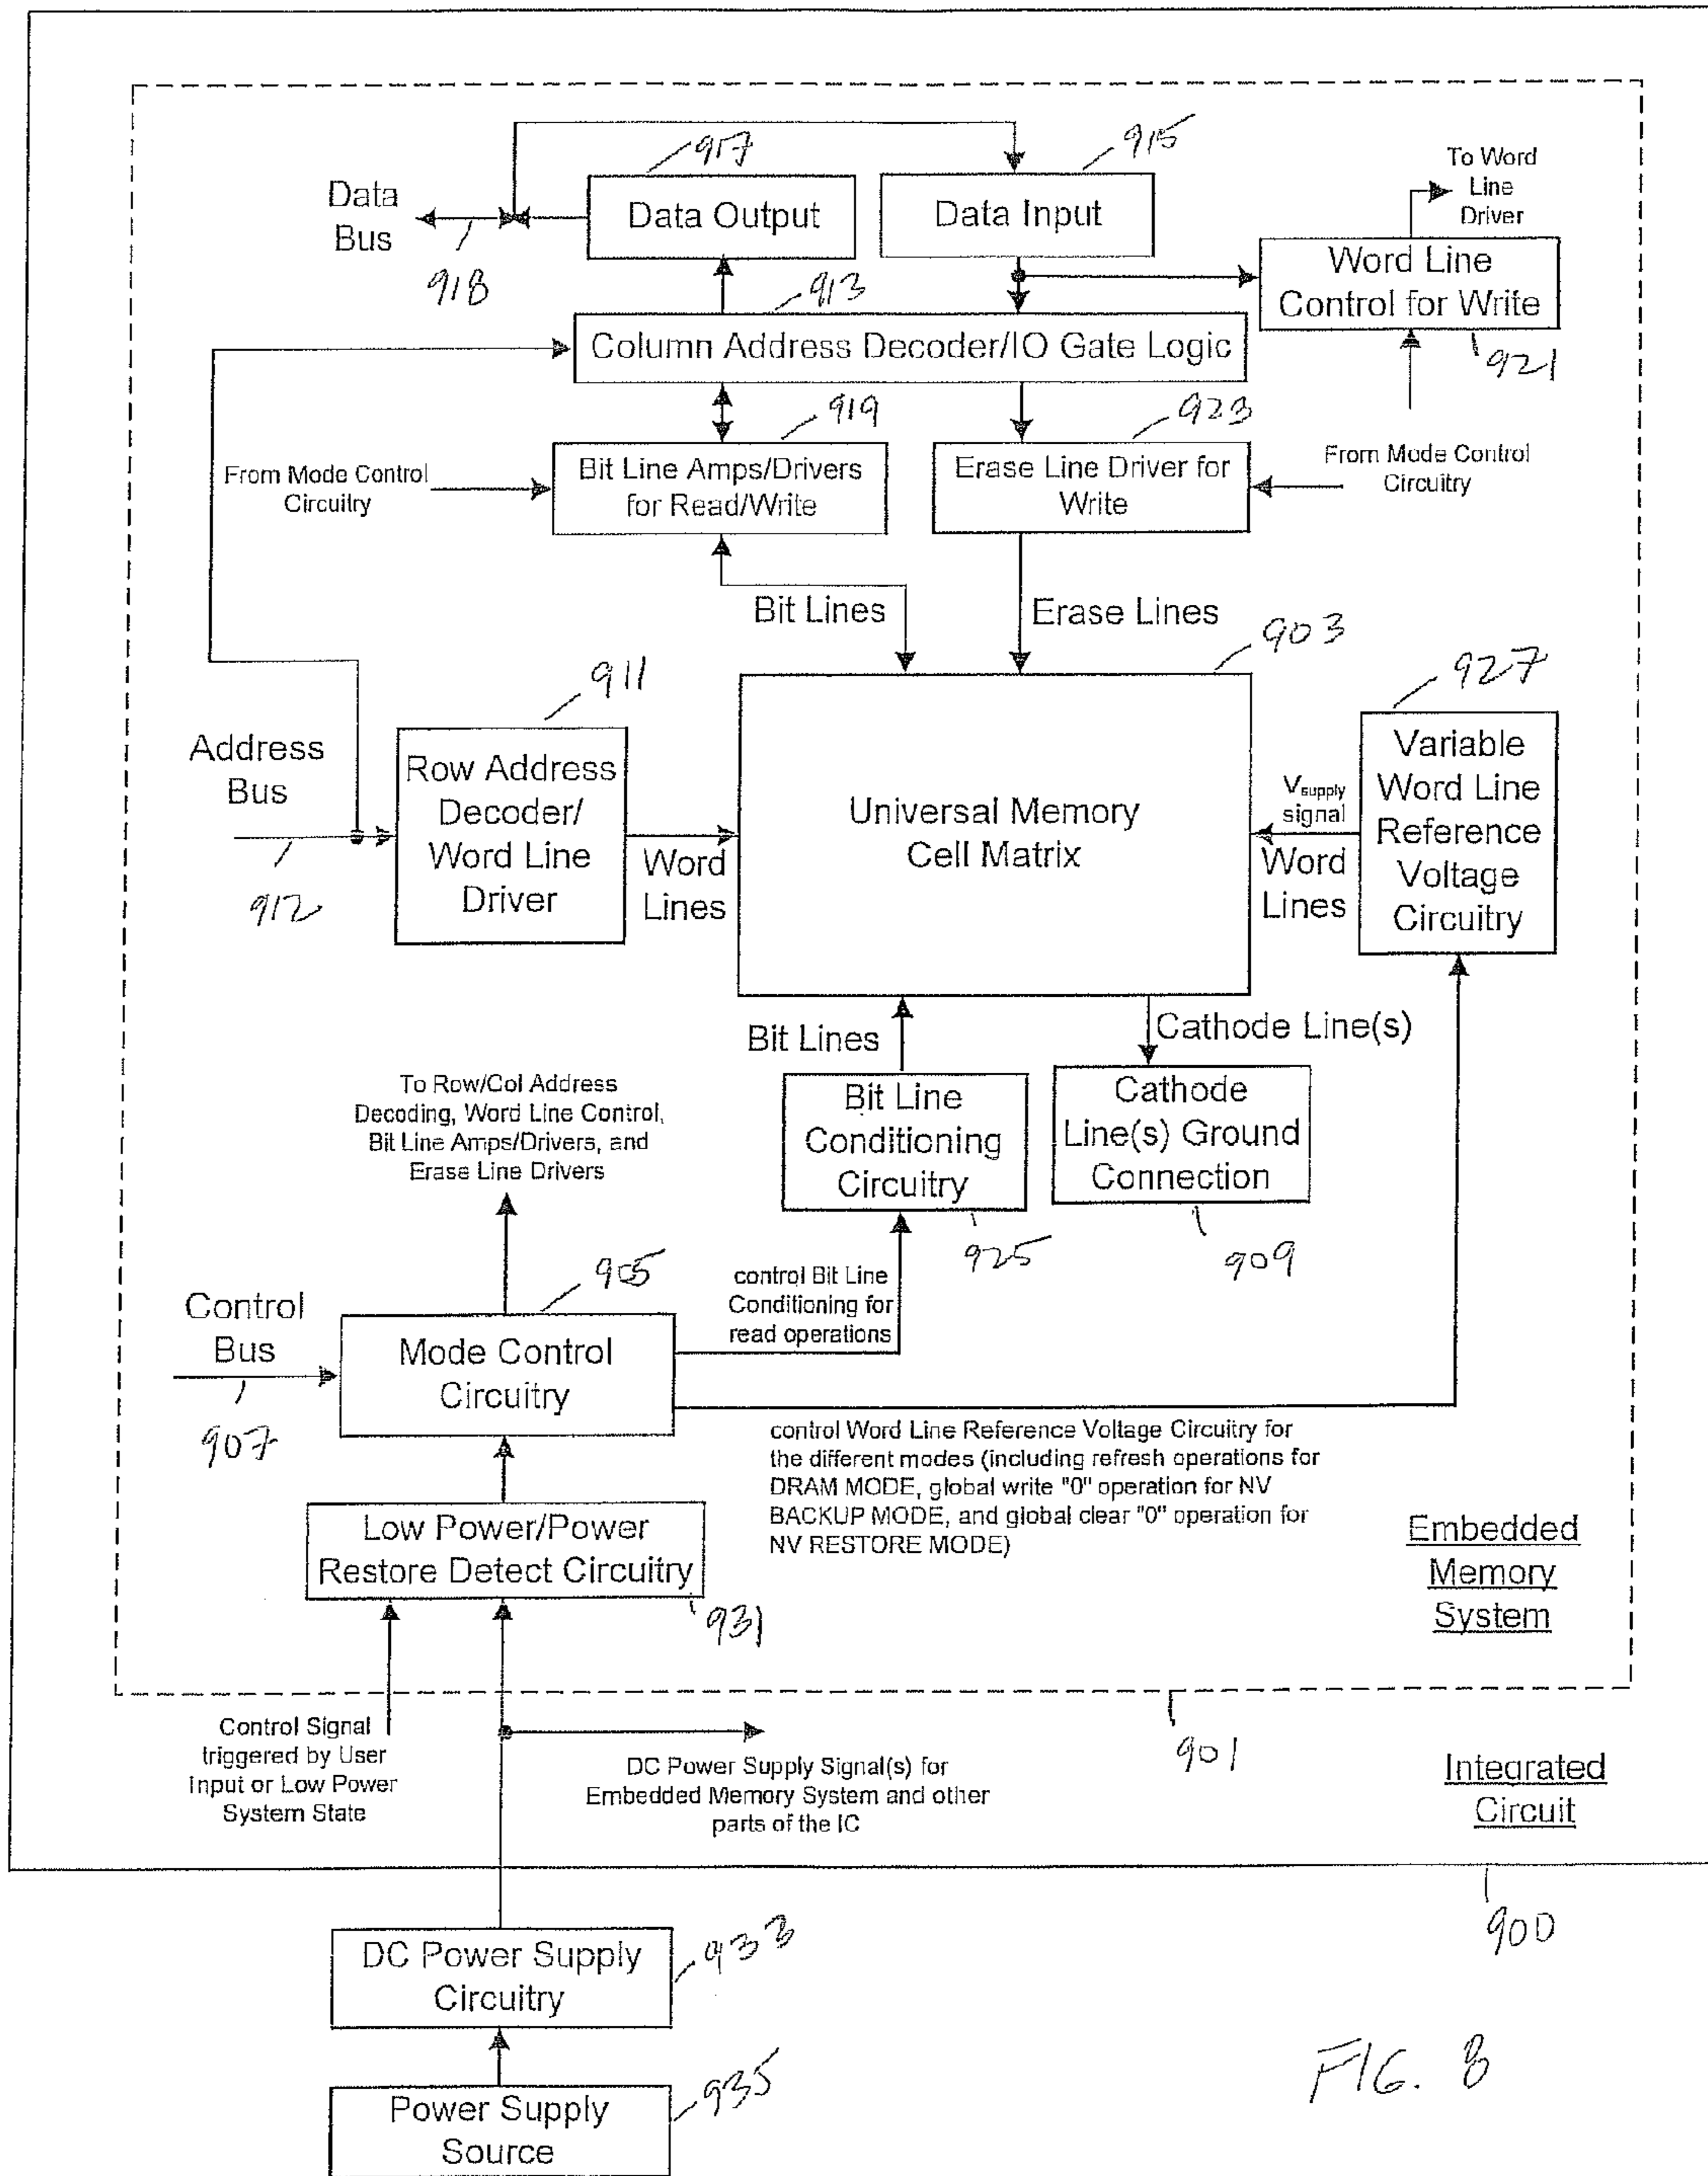 917
915
Data
Bus
918
Data Output
Data Input
To Word
Line
Driver
Word Line
Control for Write
921
913
Column Address Decoder/IO Gate Logic
919
923
From Mode Control
Circuitry
Bit Line Amps/Drivers
for Read/Write
Erase Line Driver for
Write
From Mode Control
Circuitry
Bit Lines
Erase Lines
903
911
927
Address
Bus
912
Row Address
Decoder/
Word Line
Driver
Word
Lines
Universal Memory
Cell Matrix
Vsupply
signal
Word
Lines
Variable
Word Line
Reference
Voltage
Circuitry
Bit Lines
Cathode Line(s)
To Row/Col Address
Decoding, Word Line Control,
Bit Line Amps/Drivers, and
Erase Line Drivers
Bit Line
Conditioning
Circuitry
925
Cathode
Line(s) Ground
Connection
909
905
Control
Bus
907
Mode Control
Circuitry
control Bit Line
Conditioning for
read operations
control Word Line Reference Voltage Circuitry for
the different modes (including refresh operations for
DRAM MODE, global write "0" operation for NV
BACKUP MODE, and global clear "0" operation for
NV RESTORE MODE)
Low Power/Power
Restore Detect Circuitry
931
Embedded
Memory
System
901
Control Signal
triggered by User
Input or Low Power
System State
DC Power Supply Signal(s) for
Embedded Memory System and other
parts of the IC
Integrated
Circuit
900
DC Power Supply
Circuitry
933
Power Supply
Source
935
FIG. 8